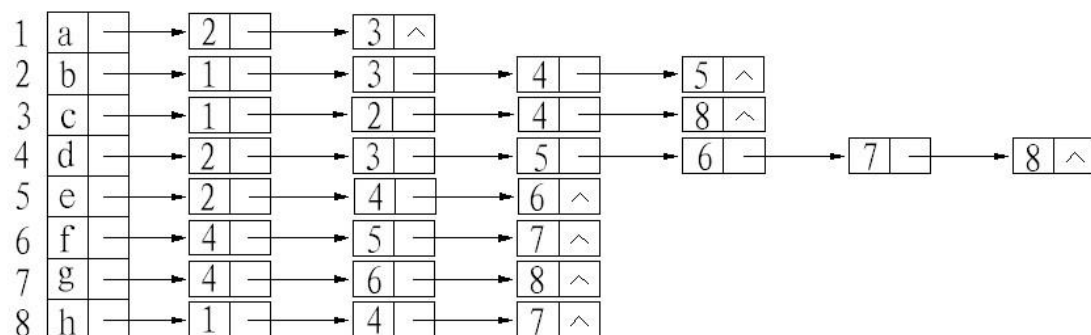 1 a 2 3 ^
2 b 1 3 4 5 ^
3 c 1 2 4 8 ^
4 d 2 3 5 6 7 8 ^
5 e 2 4 6 ^
6 f 4 5 7 ^
7 g 4 6 8 ^
8 h 1 4 7 ^